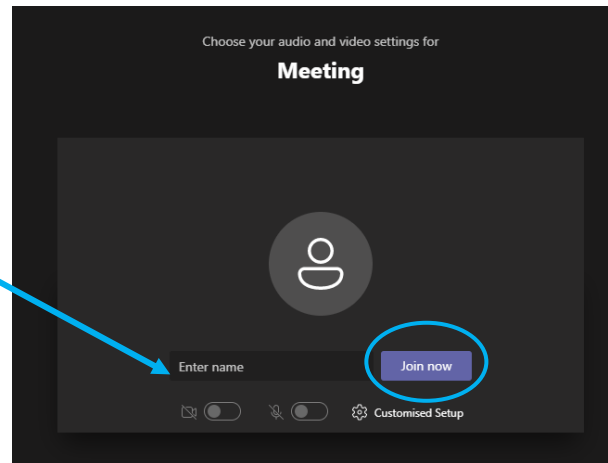 Choose your audio and video settings for
Meeting
Enter name
Join now
Customised Setup